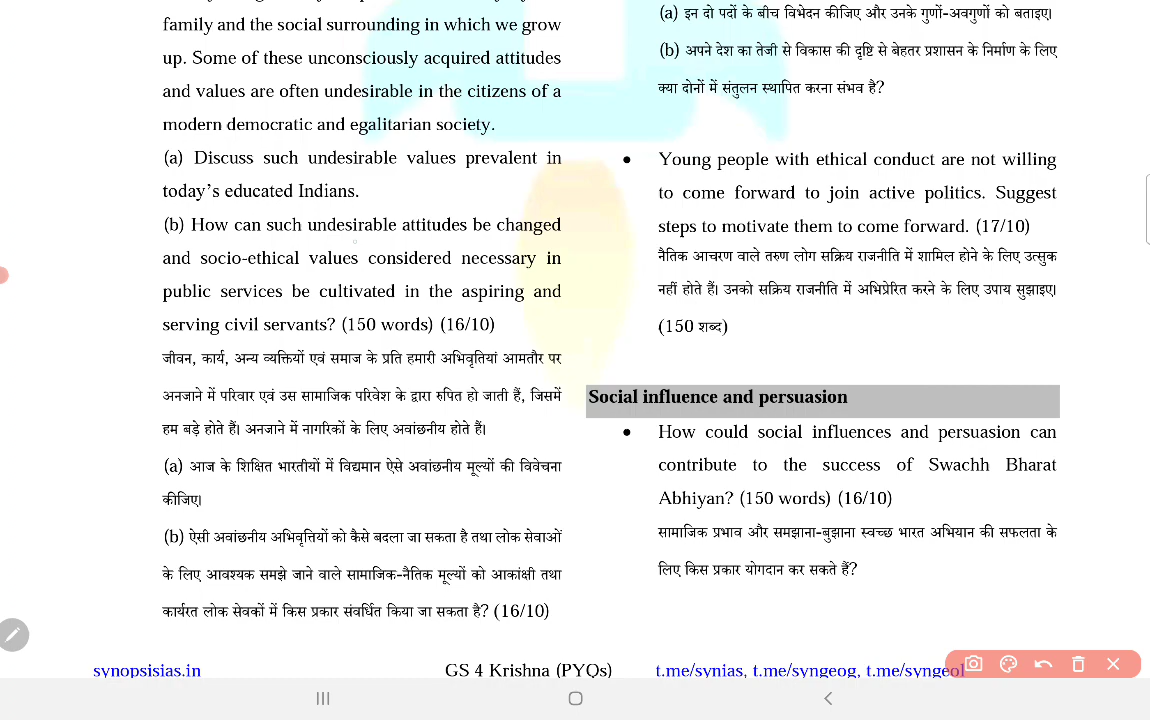 family and the social surrounding in which we grow
up. Some of these unconsciously acquired attitudes
and values are often undesirable in the citizens of a
modern democratic and egalitarian society.
(a) Discuss such undesirable values prevalent in
today’s educated Indians.
(b) How can such undesirable attitudes be changed
and socio-ethical values considered necessary in
public services be cultivated in the aspiring and
serving civil servants? (150 words) (16/10)
जीवन, कार्य, अन्य व्यक्तियों एवं समाज के प्रति हमारी अभिवृतियां आमतौर पर
अनजाने में परिवार एवं उस सामाजिक परिवेश के द्वारा रुपित हो जाती हैं, जिसमें
हम बड़े होते हैं। अनजाने में नागरिकों के लिए अवांछनीय होते हैं।
(a) आज के शिक्षित भारतीयों में विद्यमान ऐसे अवांछनीय मूल्यों की विवेचना
कीजिए।
(b) ऐसी अवांछनीय अभिवृत्तियों को कैसे बदला जा सकता है तथा लोक सेवाओं
के लिए आवश्यक समझे जाने वाले सामाजिक-नैतिक मूल्यों को आकांक्षी तथा
कार्यरत लोक सेवकों में किस प्रकार संवर्धित किया जा सकता है? (16/10)
(a) इन दो पदों के बीच विभेदन कीजिए और उनके गुणों-अवगुणों को बताइए।
(b) अपने देश का तेजी से विकास की दृष्टि से बेहतर प्रशासन के निर्माण के लिए
क्या दोनों में संतुलन स्थापित करना संभव है?
• Young people with ethical conduct are not willing
to come forward to join active politics. Suggest
steps to motivate them to come forward. (17/10)
नैतिक आचरण वाले तरुण लोग सक्रिय राजनीति में शामिल होने के लिए उत्सुक
नहीं होते हैं। उनको सक्रिय राजनीति में अभिप्रेरित करने के लिए उपाय सुझाइए।
(150 शब्द)
Social influence and persuasion
• How could social influences and persuasion can
contribute to the success of Swachh Bharat
Abhiyan? (150 words) (16/10)
सामाजिक प्रभाव और समझाना-बुझाना स्वच्छ भारत अभियान की सफलता के
लिए किस प्रकार योगदान कर सकते हैं?
synopsisias.in GS 4 Krishna (PYQs) t.me/synias, t.me/syngeog, t.me/syngeol